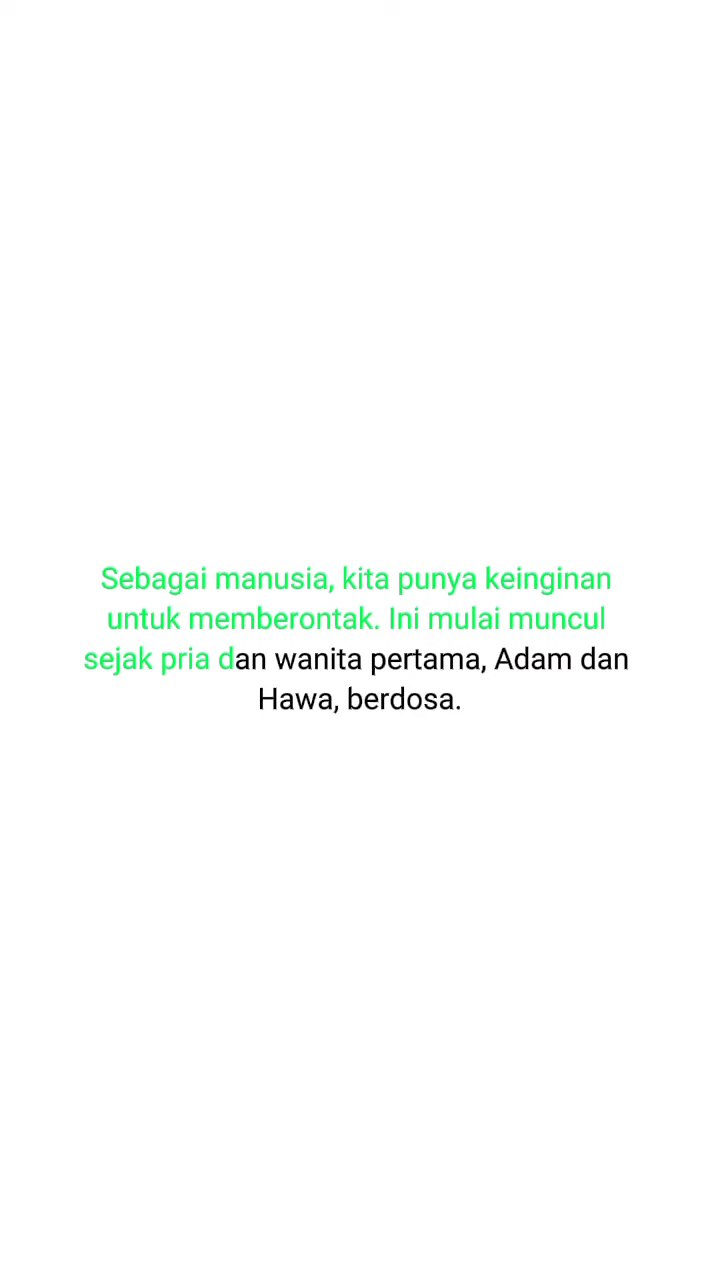 Sebagai manusia, kita punya keinginan
untuk memberontak. Ini mulai muncul
sejak pria dan wanita pertama, Adam dan
Hawa, berdosa.